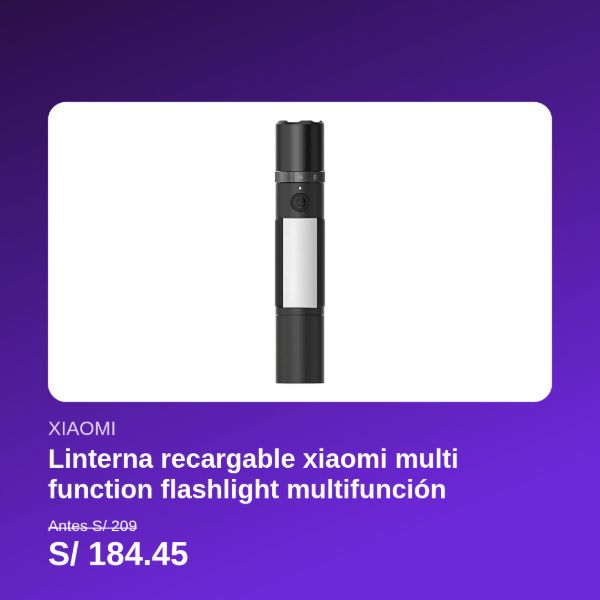 XIAOMI
Linterna recargable xiaomi multi
function flashlight multifunción
Antes S/ 209
S/ 184.45